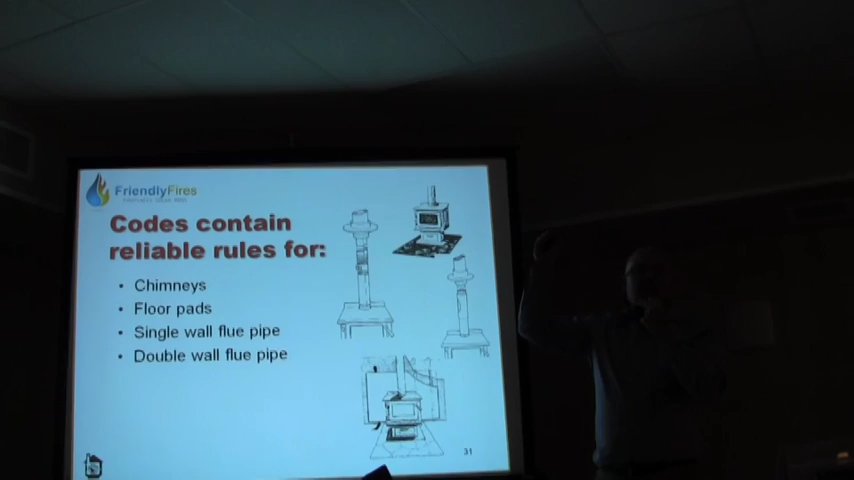 FriendlyFires
Codes contain
reliable rules for:
• Chimneys
• Floor pads
• Single wall flue pipe
• Double wall flue pipe
31